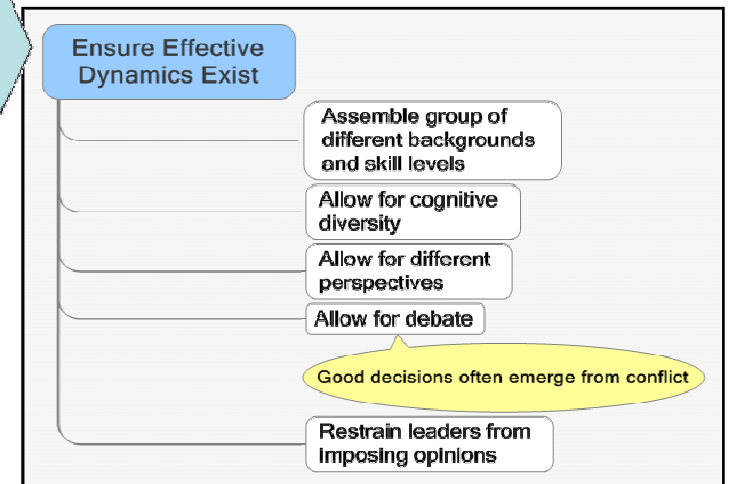 Ensure Effective
Dynamics Exist
Assemble group of
different backgrounds
and skill levels
Allow for cognitive
diversity
Allow for different
perspectives
Allow for debate
Good decisions often emerge from conflict
Restrain leaders from
imposing opinions